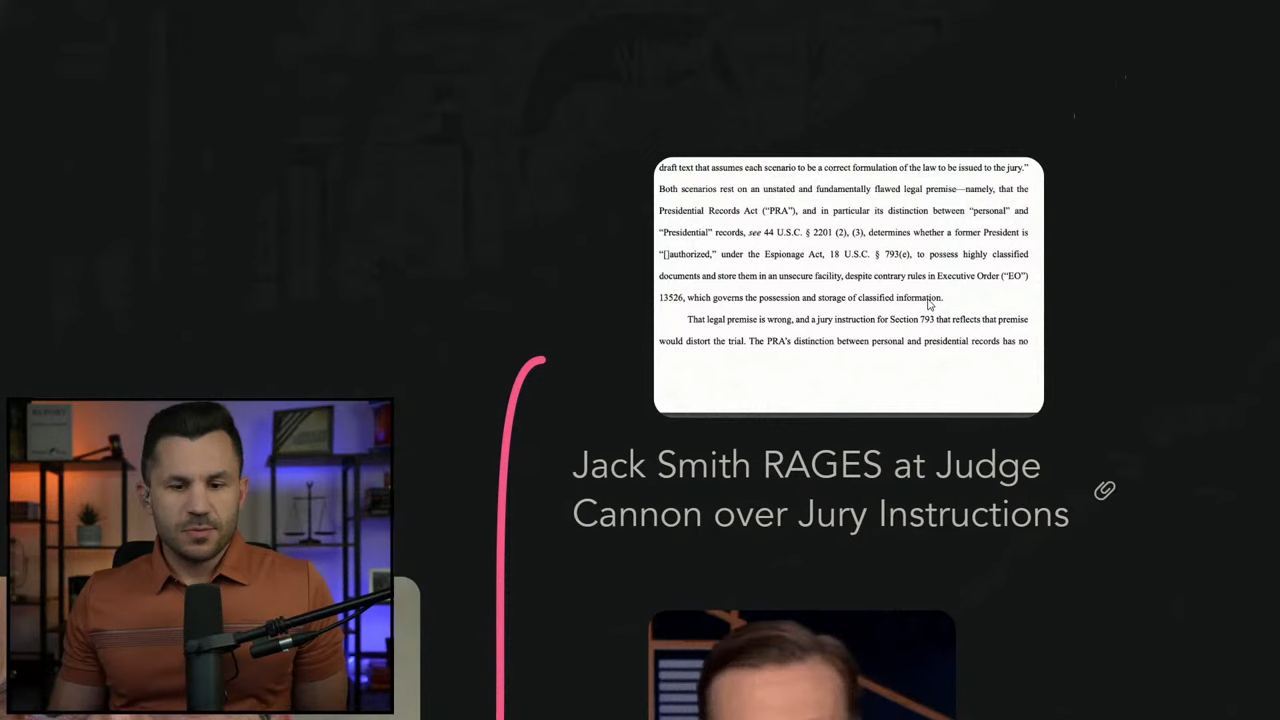 draft text that assumes each scenario to be a correct formulation of the law to be issued to the jury.”
Both scenarios rest on an unstated and fundamentally flawed legal premise—namely, that the
Presidential Records Act (“PRA”), and in particular its distinction between “personal” and
“Presidential” records, see 44 U.S.C. § 2201 (2), (3), determines whether a former President is
“[]authorized,” under the Espionage Act, 18 U.S.C. § 793(e), to possess highly classified
documents and store them in an unsecure facility, despite contrary rules in Executive Order (“EO”)
13526, which governs the possession and storage of classified information.
That legal premise is wrong, and a jury instruction for Section 793 that reflects that premise
would distort the trial. The PRA’s distinction between personal and presidential records has no
Jack Smith RAGES at Judge
Cannon over Jury Instructions